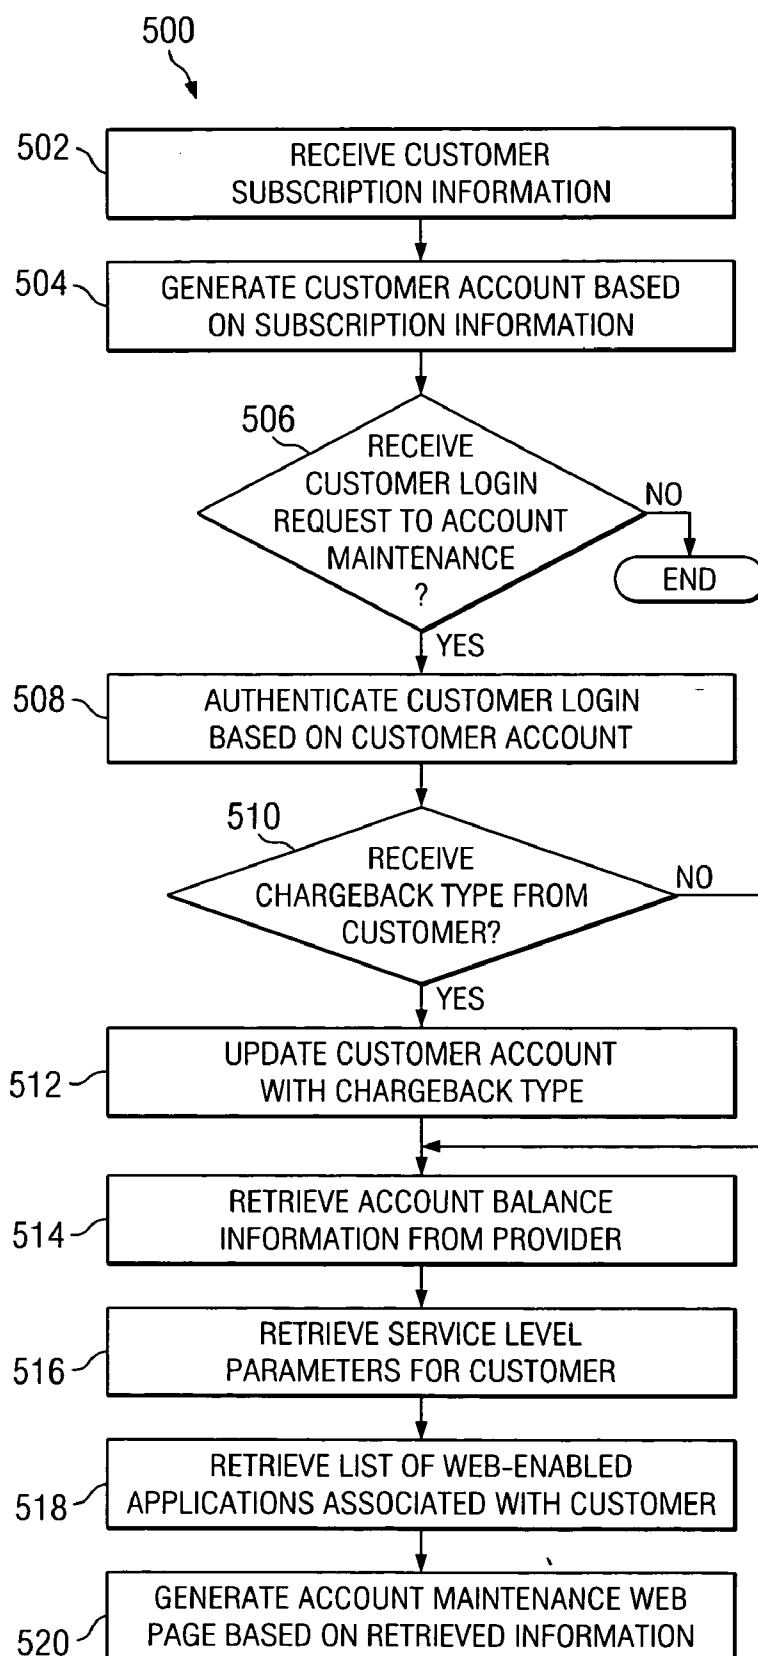 500
502
RECEIVE CUSTOMER
SUBSCRIPTION INFORMATION
504
GENERATE CUSTOMER ACCOUNT BASED
ON SUBSCRIPTION INFORMATION
506
RECEIVE
CUSTOMER LOGIN
REQUEST TO ACCOUNT
MAINTENANCE
?
NO
END
YES
508
AUTHENTICATE CUSTOMER LOGIN
BASED ON CUSTOMER ACCOUNT
510
RECEIVE
CHARGEBACK TYPE FROM
CUSTOMER?
NO
YES
512
UPDATE CUSTOMER ACCOUNT
WITH CHARGEBACK TYPE
514
RETRIEVE ACCOUNT BALANCE
INFORMATION FROM PROVIDER
516
RETRIEVE SERVICE LEVEL
PARAMETERS FOR CUSTOMER
518
RETRIEVE LIST OF WEB-ENABLED
APPLICATIONS ASSOCIATED WITH CUSTOMER
520
GENERATE ACCOUNT MAINTENANCE WEB
PAGE BASED ON RETRIEVED INFORMATION